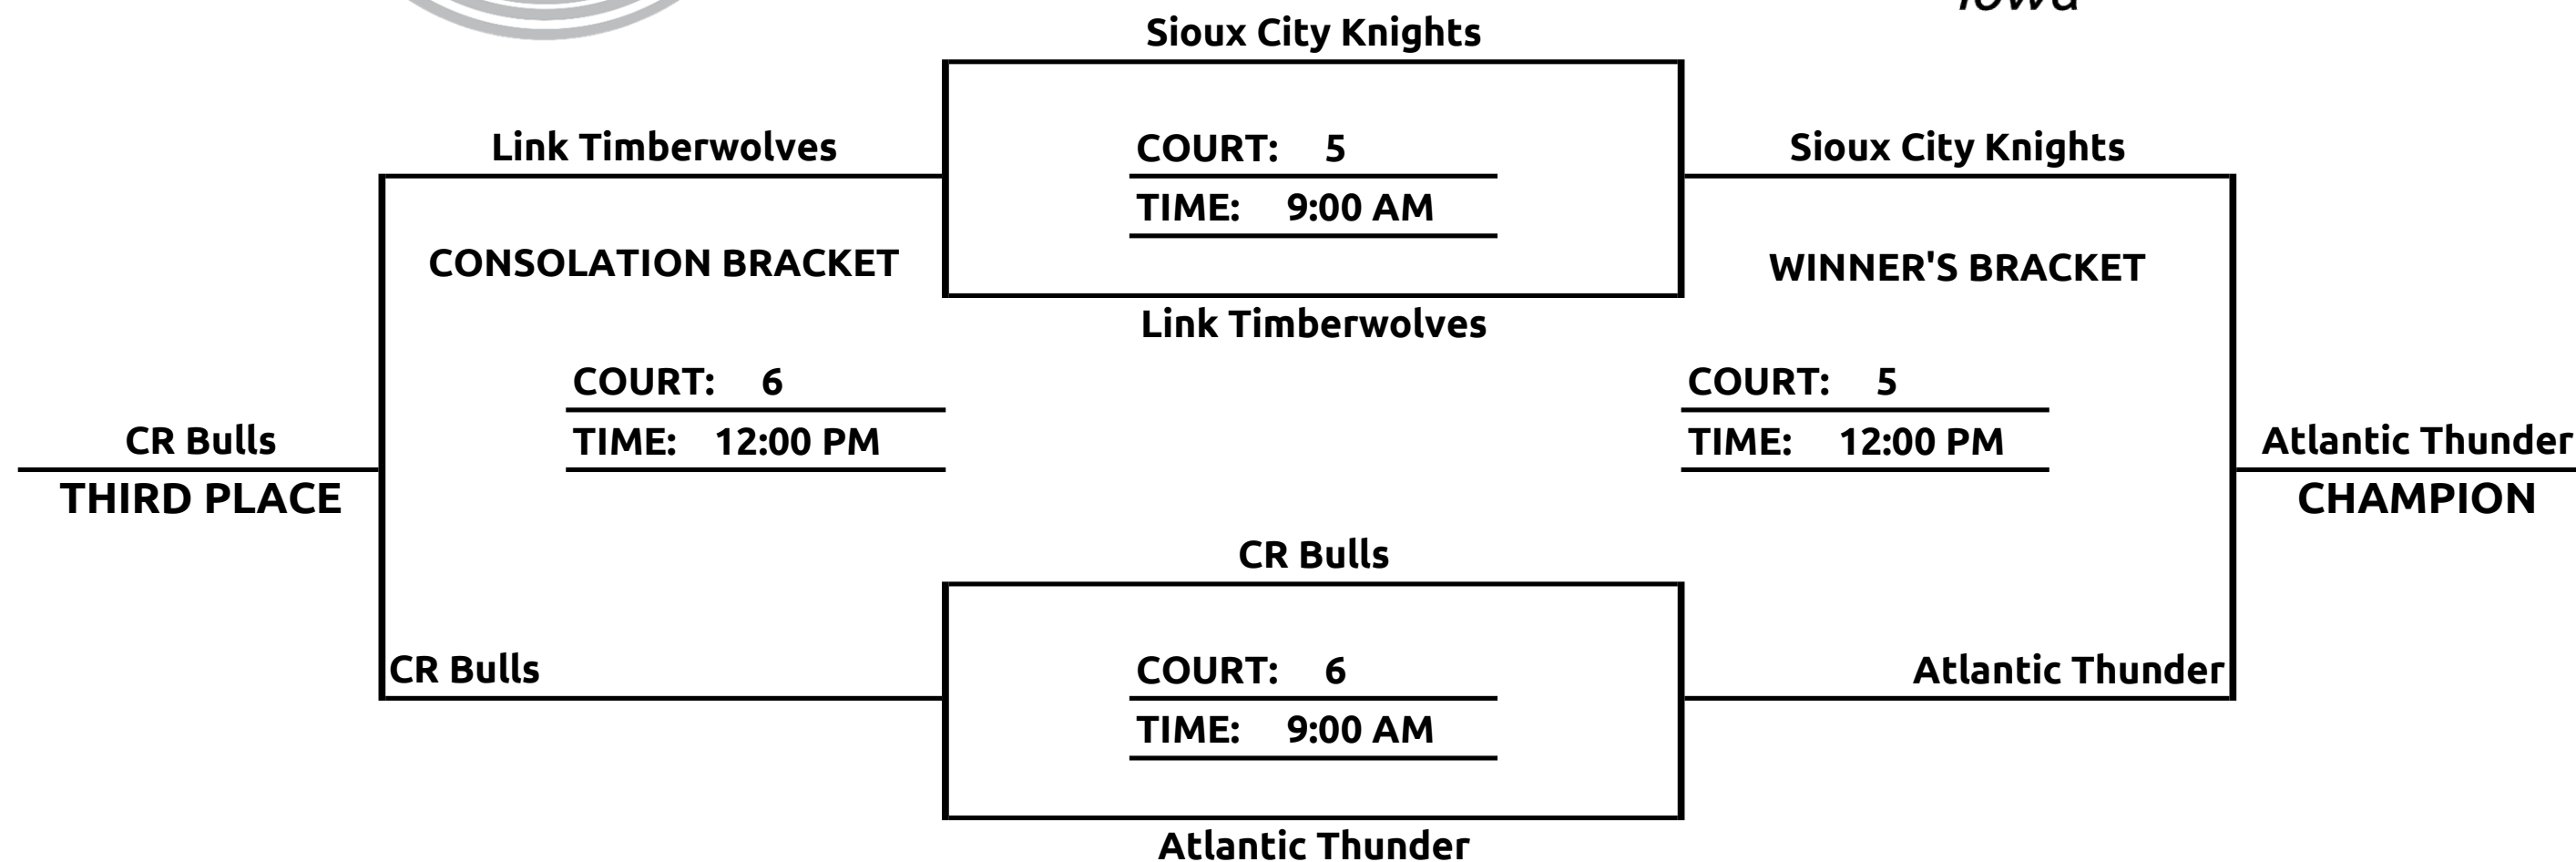 Iowa
Sioux City Knights
Link Timberwolves
COURT: 5
Sioux City Knights
TIME: 9:00 AM
CONSOLATION BRACKET
WINNER'S BRACKET
Link Timberwolves
COURT: 6
COURT: 5
CR Bulls
TIME: 12:00 PM
TIME: 12:00 PM
Atlantic Thunder
THIRD PLACE
CHAMPION
CR Bulls
CR Bulls
COURT: 6
Atlantic Thunder
TIME: 9:00 AM
Atlantic Thunder